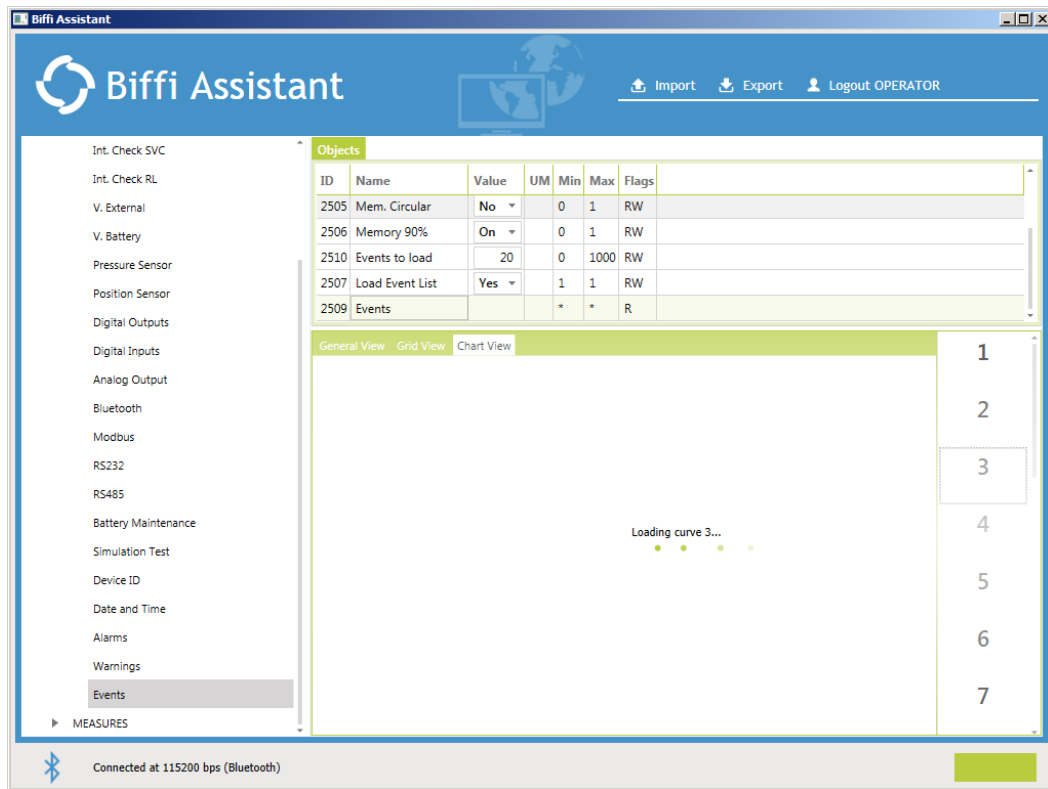 Biffi Assistant
Biffi Assistant
Import Export Logout OPERATOR
Int. Check SVC
Int. Check RL
V. External
V. Battery
Pressure Sensor
Position Sensor
Digital Outputs
Digital Inputs
Analog Output
Bluetooth
Modbus
RS232
RS485
Battery Maintenance
Simulation Test
Device ID
Date and Time
Alarms
Warnings
Events
MEASURES
Objects
ID Name Value UM Min Max Flags
2505 Mem. Circular No 0 1 RW
2506 Memory 90% On 0 1 RW
2510 Events to load 20 0 1000 RW
2507 Load Event List Yes 1 1 RW
2509 Events * * R
General View Grid View Chart View
Loading curve 3...
1
2
3
4
5
6
7
Connected at 115200 bps (Bluetooth)